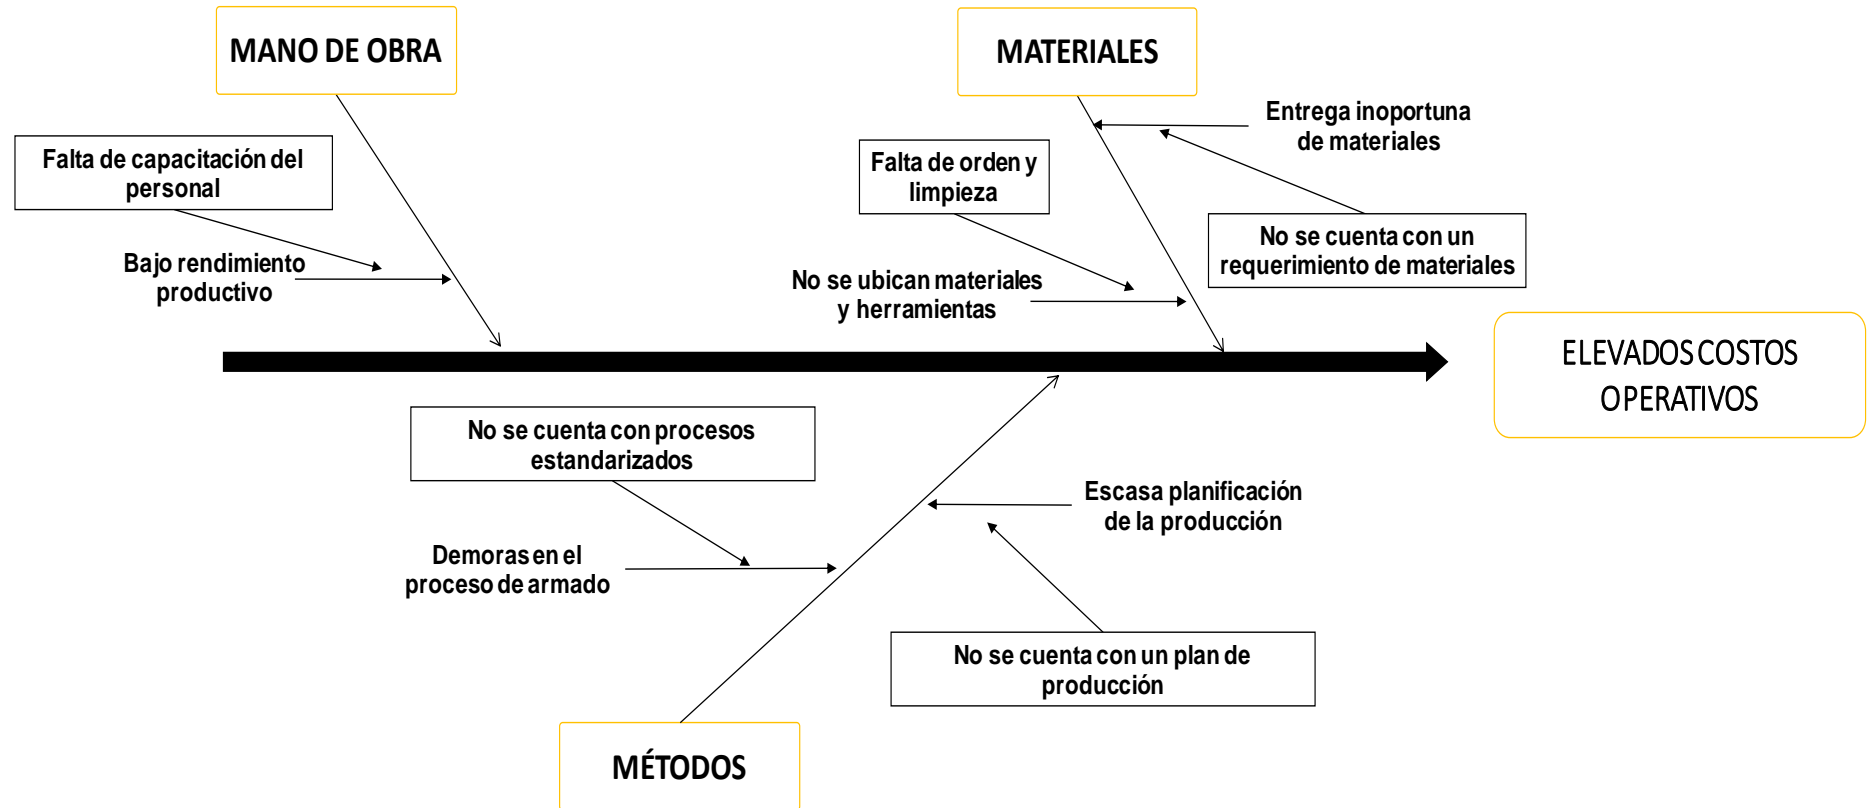 MANO DE OBRA
MATERIALES
Entrega inoportuna
de materiales
Falta de capacitación del
personal
Falta de orden y
limpieza
No se cuenta con un
requerimiento de materiales
Bajo rendimiento
productivo
No se ubican materiales
y herramientas
ELEVADOS COSTOS
OPERATIVOS
No se cuenta con procesos
estandarizados
Escasa planificación
de la producción
Demoras en el
proceso de armado
No se cuenta con un plan de
producción
MÉTODOS